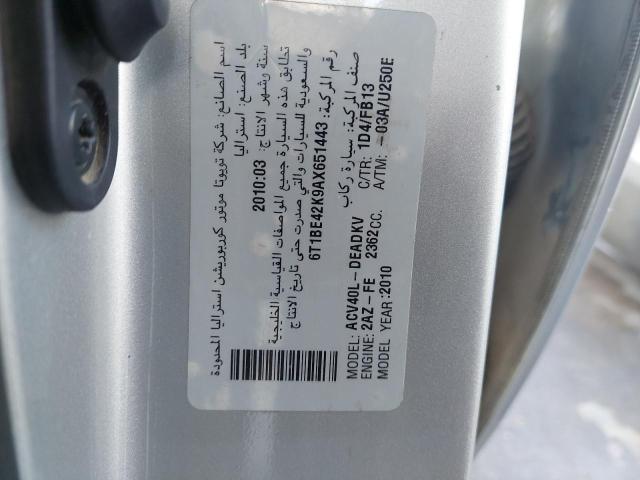 اسم الصانع: شركة تويوتا موتور كوربوريشن استراليا المحدودة
بلد الصنع: استراليا
سنة وشهر الانتاج: 2010:03
تطابق هذه السيارة جميع المواصفات القياسية الخليجية
والسعودية للسيارات والتي صدرت حتى تاريخ الانتاج
رقم المركبة: 6T1BE42K9AX651443
صنف المركبة: سيارة ركاب
MODEL: ACV40L-DEADKV C/TR: 1D4/FB13
ENGINE: 2AZ-FE 2362CC. A/TM: -03A/U250E
MODEL YEAR:2010